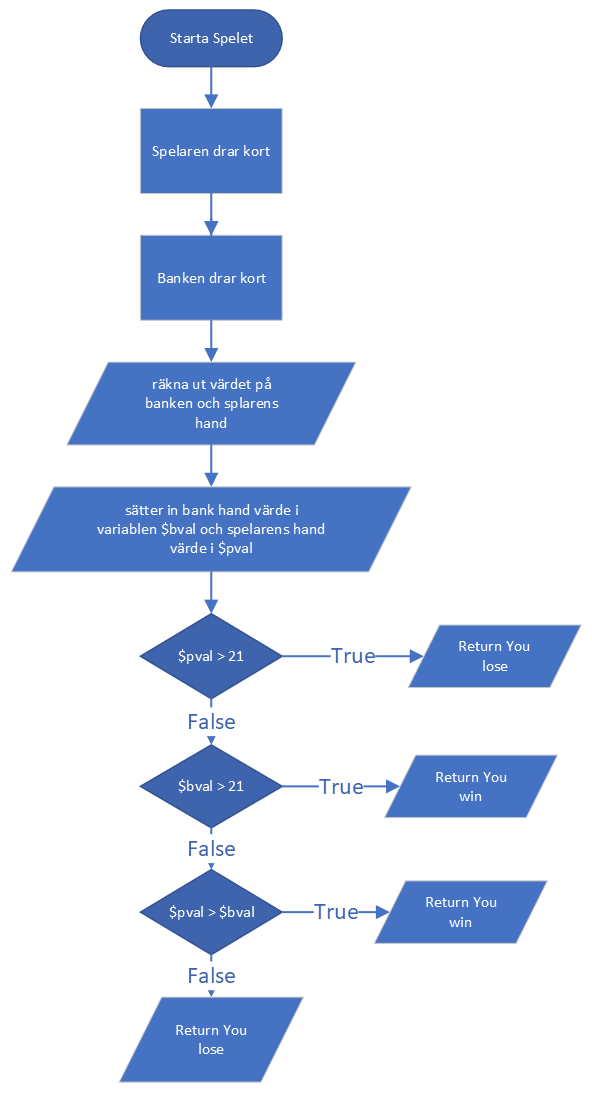 Starta Spelet
Spelaren drar kort
Banken drar kort
räkna ut värdet på
banken och splarens
hand
sätter in bank hand värde i
variablen $bval och spelarens hand
värde i $pval
$pval > 21
True
Return You
lose
False
$bval > 21
True
Return You
win
False
$pval > $bval
True
Return You
win
False
Return You
lose